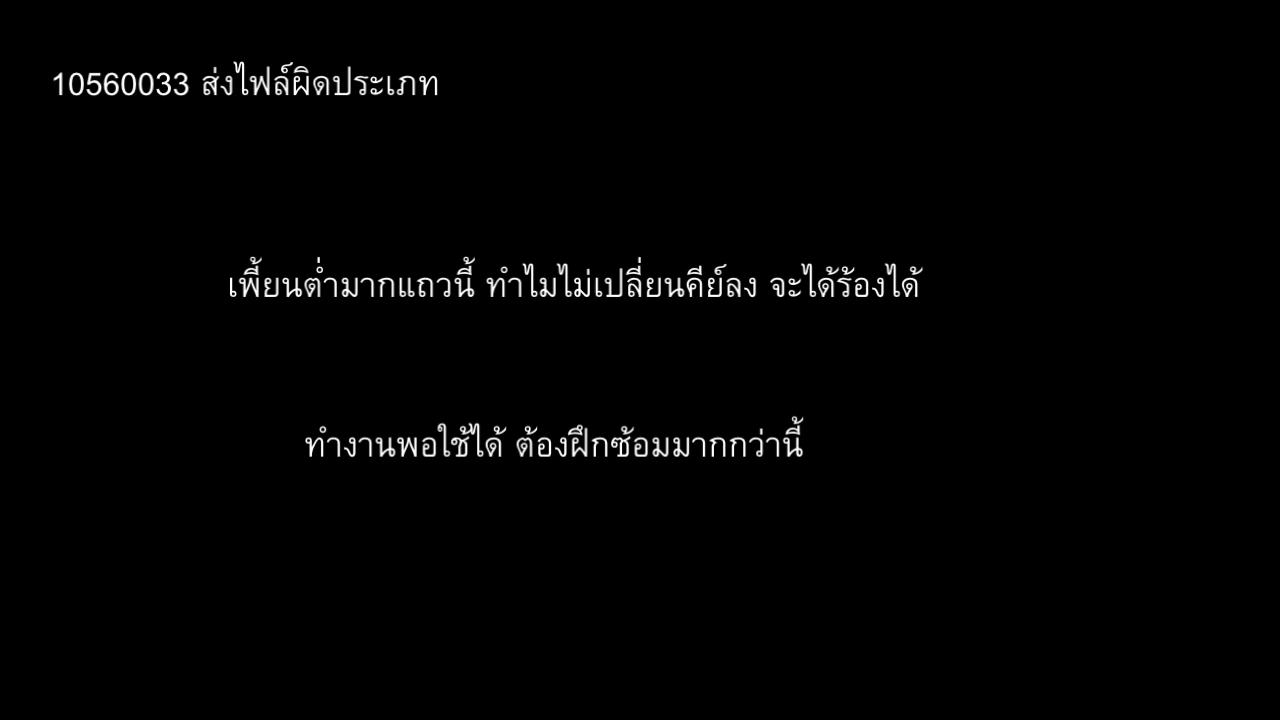 10560033 ส่งไฟล์ผิดประเภท
เพี้ยนต่ำมากแถวนี้ ทำไมไม่เปลี่ยนคีย์ลง จะได้ร้องได้
ทำงานพอใช้ได้ ต้องฝึกซ้อมมากกว่านี้